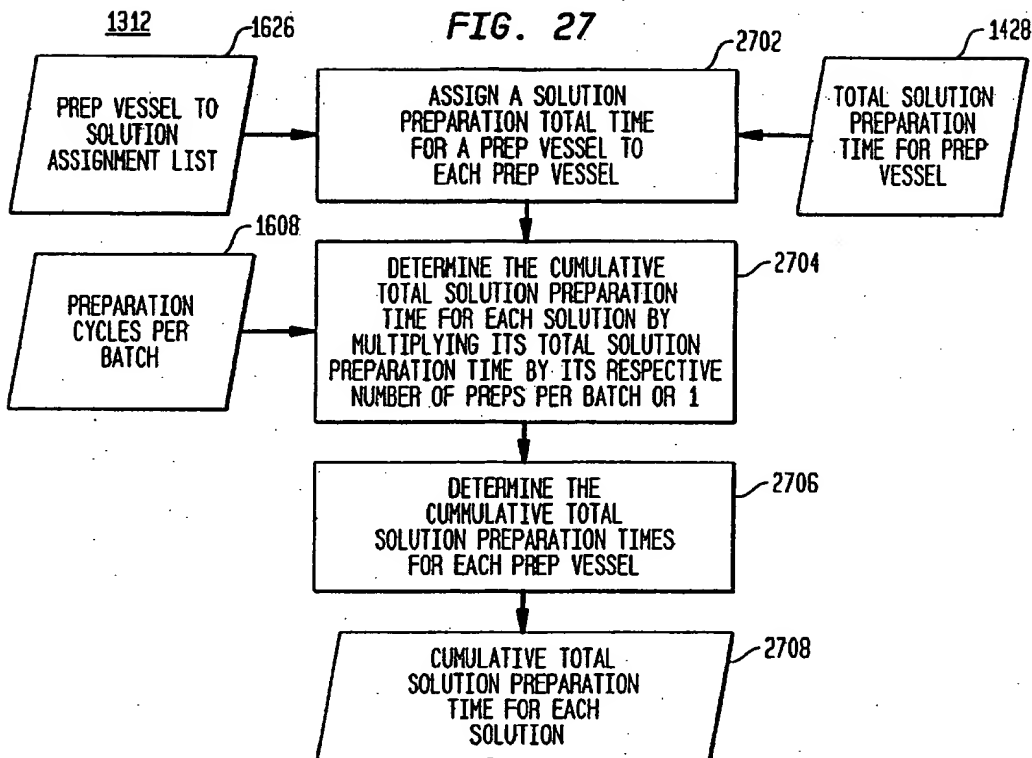 1312
1626
FIG. 27
2702
1428
PREP VESSEL TO
SOLUTION
ASSIGNMENT LIST
ASSIGN A SOLUTION
PREPARATION TOTAL TIME
FOR A PREP VESSEL TO
EACH PREP VESSEL
TOTAL SOLUTION
PREPARATION
TIME FOR PREP
VESSEL
1608
PREPARATION
CYCLES PER
BATCH
2704
DETERMINE THE CUMULATIVE
TOTAL SOLUTION PREPARATION
TIME FOR EACH SOLUTION BY
MULTIPLYING ITS TOTAL SOLUTION
PREPARATION TIME BY ITS RESPECTIVE
NUMBER OF PREPS PER BATCH OR 1
2706
DETERMINE THE
CUMMULATIVE TOTAL
SOLUTION PREPARATION TIMES
FOR EACH PREP VESSEL
2708
CUMULATIVE TOTAL
SOLUTION PREPARATION
TIME FOR EACH
SOLUTION